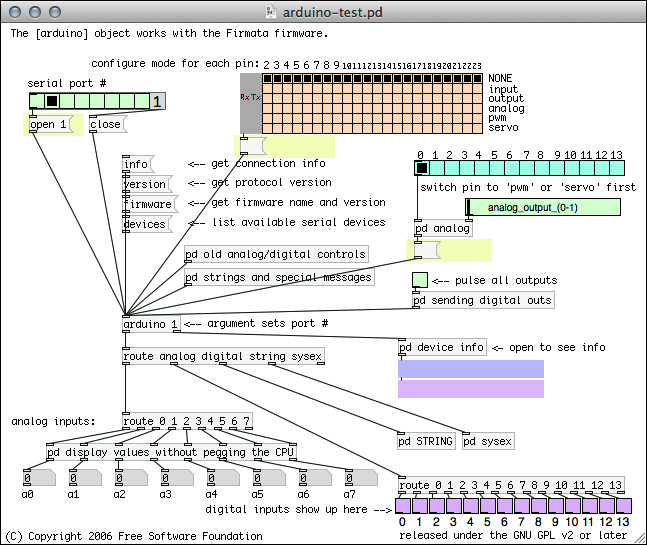 arduino-test.pd
The [arduino] object works with the Firmata firmware.
configure mode for each pin: 2 3 4 5 6 7 8 9 10 11 12 13 14 15 16 17 18 19 20 21 22 23
serial port #
1
Rx Tx
NONE
input
output
analog
pwm
servo
open 1
close
info
<-- get connection info
version
<-- get protocol version
firmware
<-- get firmware name and version
devices
<-- list available serial devices
0 1 2 3 4 5 6 7 8 9 10 11 12 13
switch pin to 'pwm' or 'servo' first
analog_output_(0-1)
pd analog
pd old analog/digital controls
pd strings and special messages
<-- pulse all outputs
pd sending digital outs
arduino 1
<-- argument sets port #
route analog digital string sysex
pd device info
<- open to see info
analog inputs:
route 0 1 2 3 4 5 6 7
pd STRING
pd sysex
pd display values without pegging the CPU
0 0 0 0 0 0 0 0
a0 a1 a2 a3 a4 a5 a6 a7
route 0 1 2 3 4 5 6 7 8 9 10 11 12 13
digital inputs show up here -->
0 1 2 3 4 5 6 7 8 9 10 11 12 13
(C) Copyright 2006 Free Software Foundation
released under the GNU GPL v2 or later